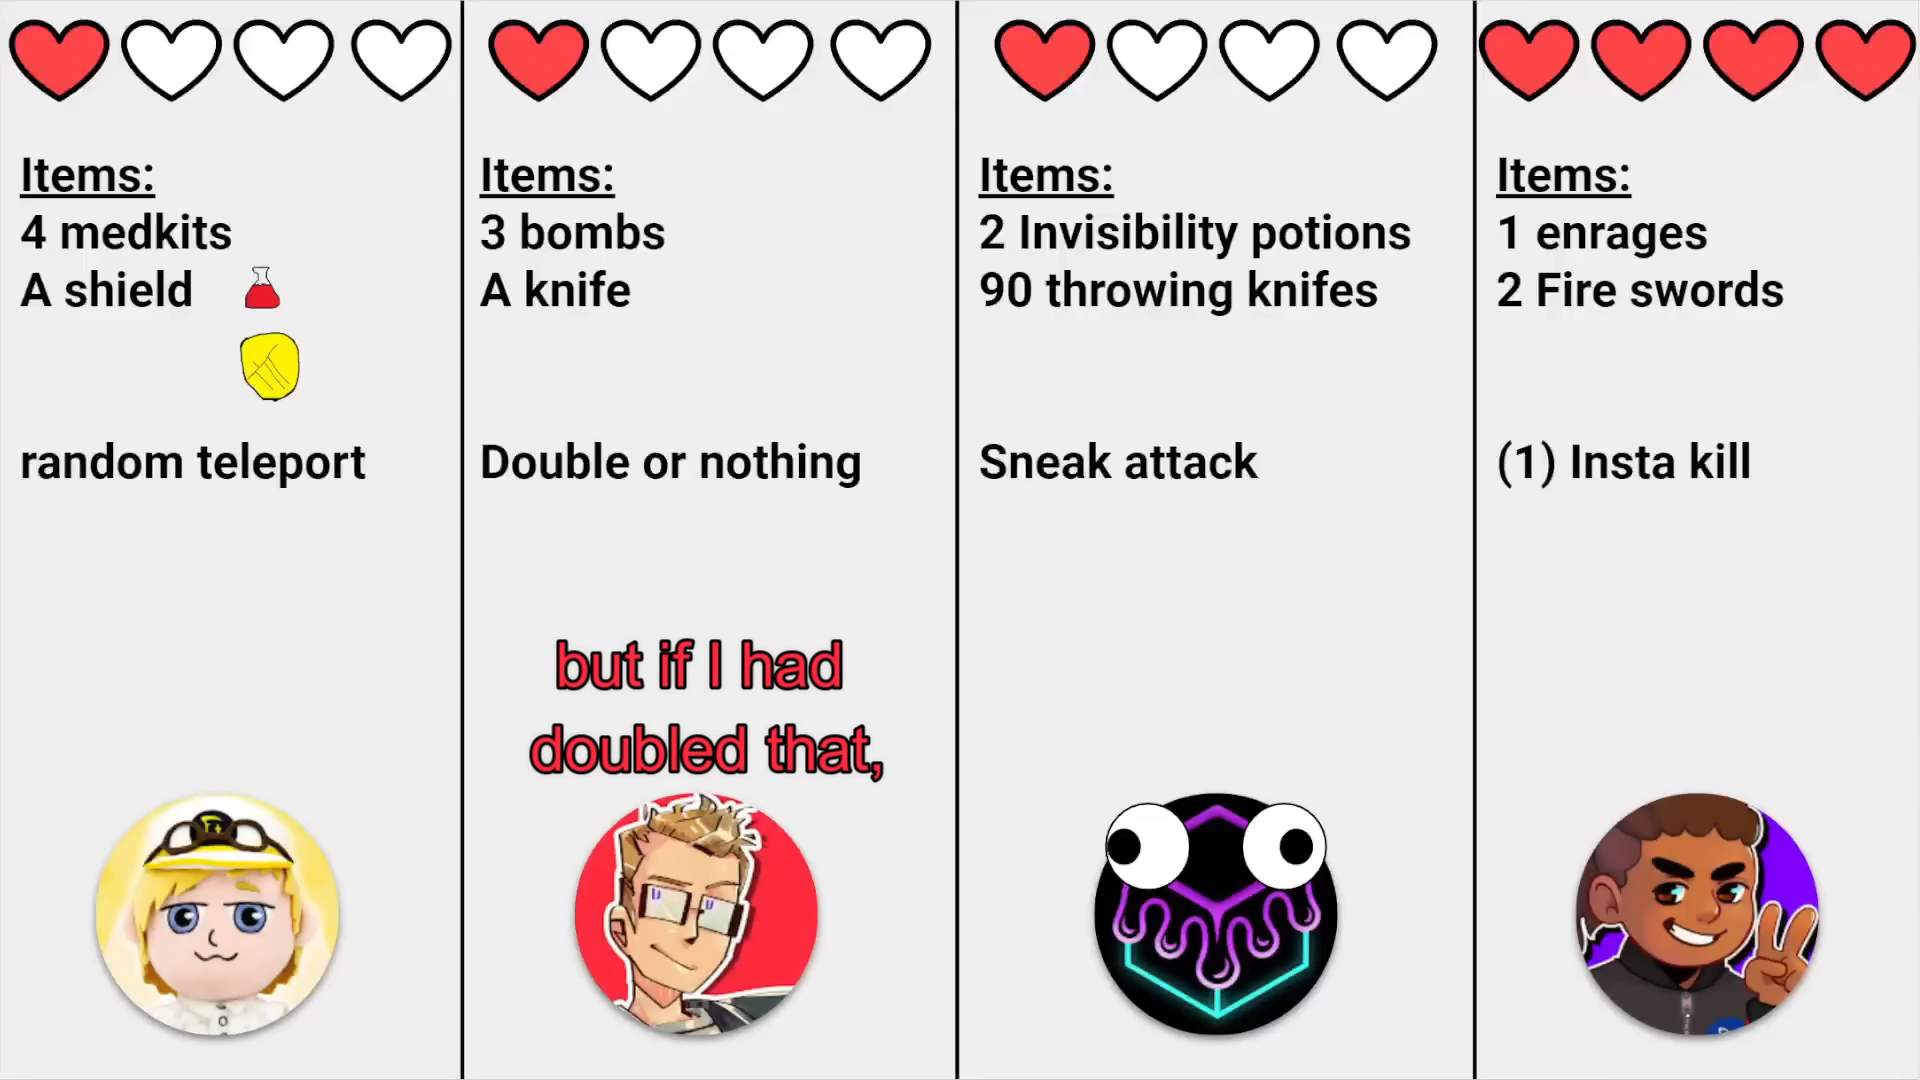 Items:
4 medkits
A shield
random teleport
Items:
3 bombs
A knife
Double or nothing
but if I had
doubled that,
Items:
2 Invisibility potions
90 throwing knifes
Sneak attack
Items:
1 enrages
2 Fire swords
(1) Insta kill